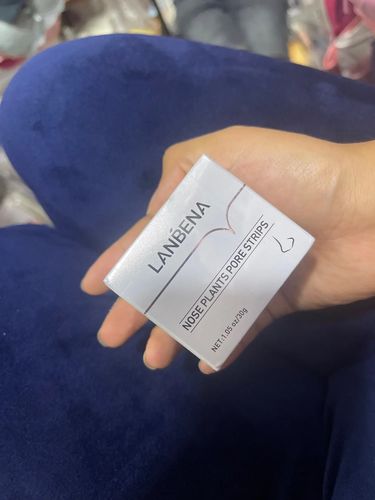 LANBENA
NOSE PLANTS PORE STRIPS
NET:1.05 oz/30g